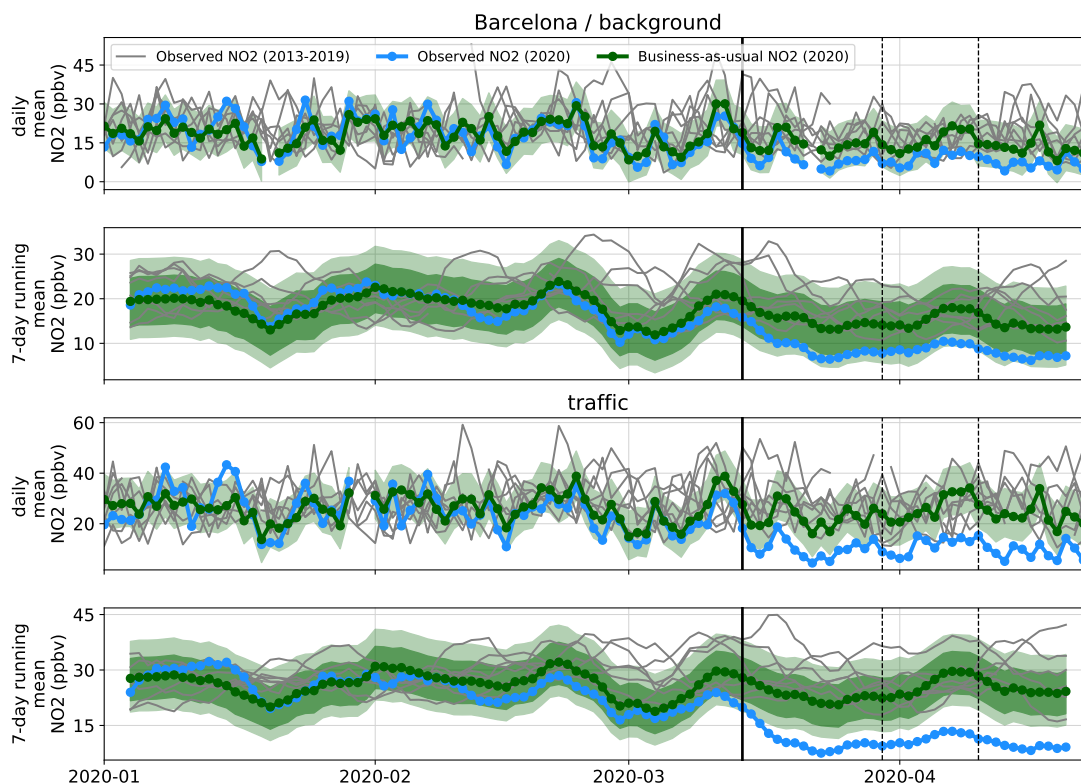 Barcelona / background
Observed NO2 (2013-2019)
Observed NO2 (2020)
Business-as-usual NO2 (2020)
daily
mean
NO2 (ppbv)
45
30
15
0
7-day running
mean
NO2 (ppbv)
30
20
10
traffic
daily
mean
NO2 (ppbv)
60
40
20
7-day running
mean
NO2 (ppbv)
45
30
15
2020-01
2020-02
2020-03
2020-04